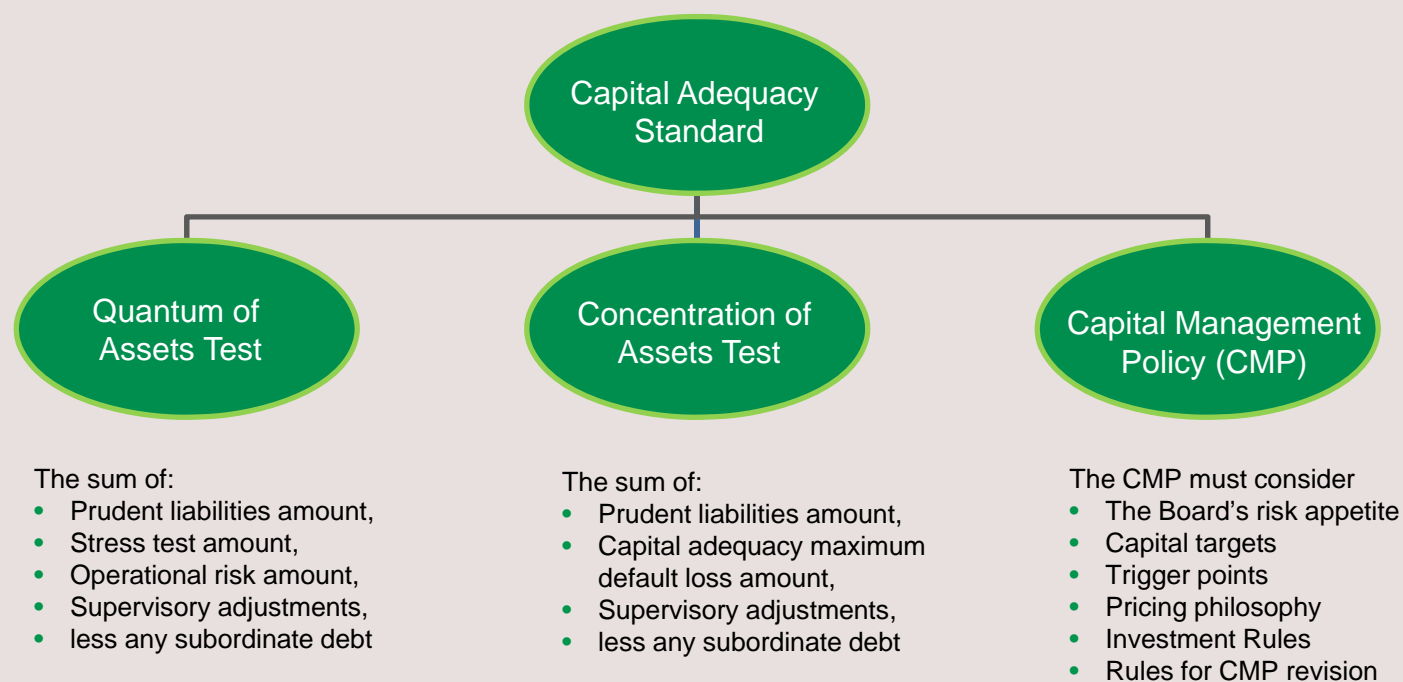 Capital Adequacy
Standard
Quantum of
Assets Test
Concentration of
Assets Test
Capital Management
Policy (CMP)
The sum of:
• Prudent liabilities amount,
• Stress test amount,
• Operational risk amount,
• Supervisory adjustments,
• less any subordinate debt
The sum of:
• Prudent liabilities amount,
• Capital adequacy maximum
default loss amount,
• Supervisory adjustments,
• less any subordinate debt
The CMP must consider
• The Board’s risk appetite
• Capital targets
• Trigger points
• Pricing philosophy
• Investment Rules
• Rules for CMP revision